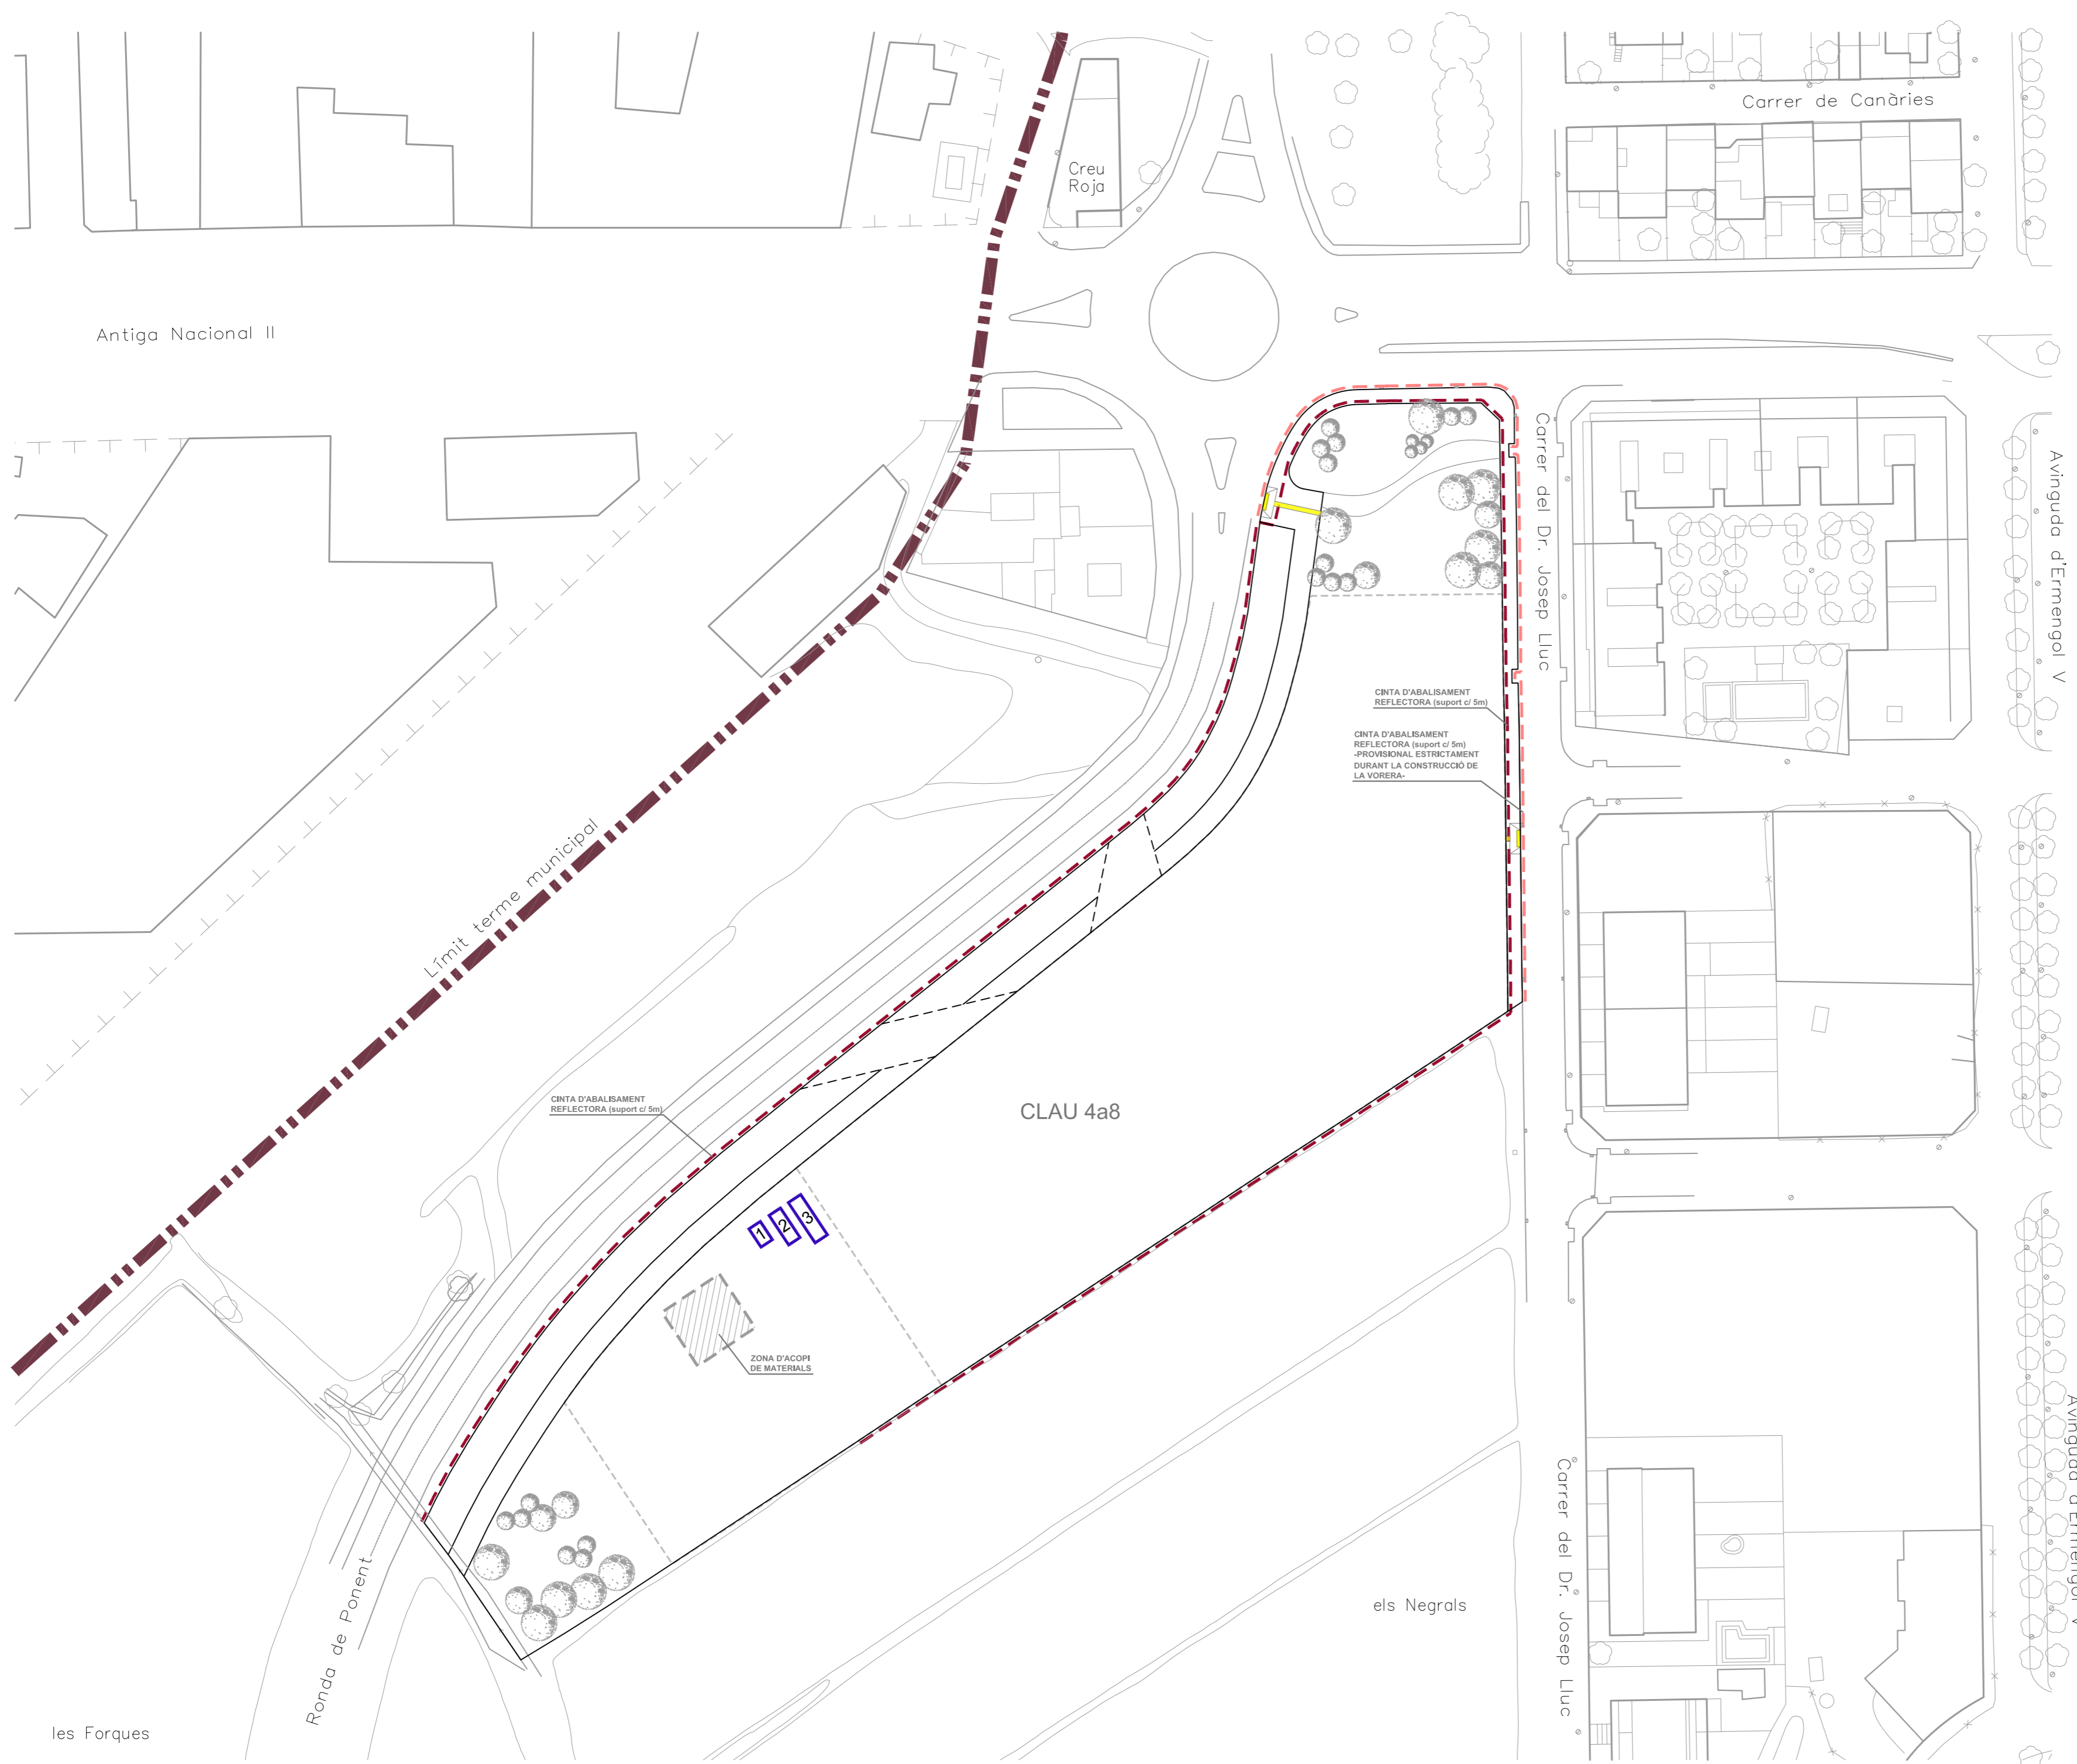 Carrer de Canàries
Creu
Roja
Antiga Nacional II
Carrer del Dr. Josep Lluc
Avinguda d'Ermengol V
CINTA D'ABALISAMENT
REFLECTORA (suport c/ 5m)
CINTA D'ABALISAMENT
REFLECTORA (suport c/ 5m)
-PROVISIONAL ESTRICTAMENT
DURANT LA CONSTRUCCIÓ DE
LA VORERA-
Límit terme municipal
CINTA D'ABALISAMENT
REFLECTORA (suport c/ 5m)
CLAU 4a8
1
2
3
ZONA D'ACOPI
DE MATERIALS
Avinguda d'Ermengol V
Carrer del Dr. Josep Lluc
Ronda de Ponent
els Negrals
les Forques